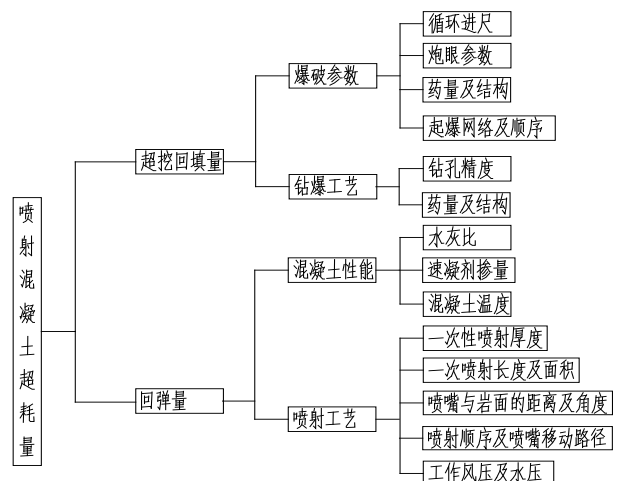 喷射混凝土超耗量
超挖回填量
爆破参数
循环进尺
炮眼参数
药量及结构
起爆网络及顺序
钻爆工艺
钻孔精度
药量及结构
回弹量
混凝土性能
水灰比
速凝剂掺量
混凝土温度
喷射工艺
一次性喷射厚度
一次喷射长度及面积
喷嘴与岩面的距离及角度
喷射顺序及喷嘴移动路径
工作风压及水压